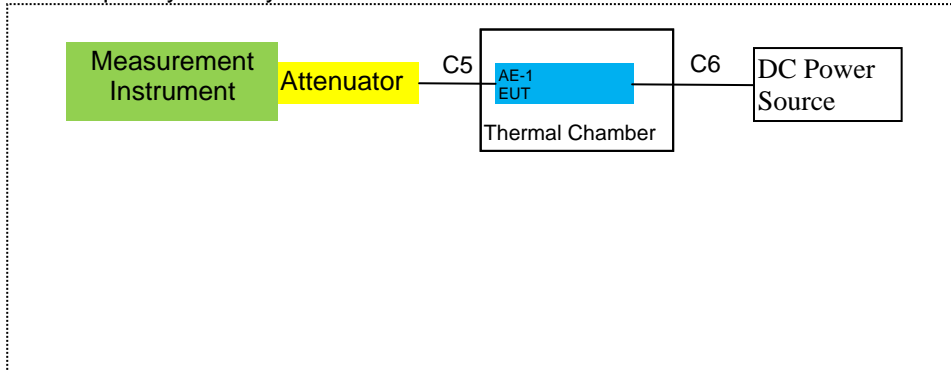 Measurement
Instrument
Attenuator
C5
AE-1
EUT
Thermal Chamber
C6
DC Power
Source